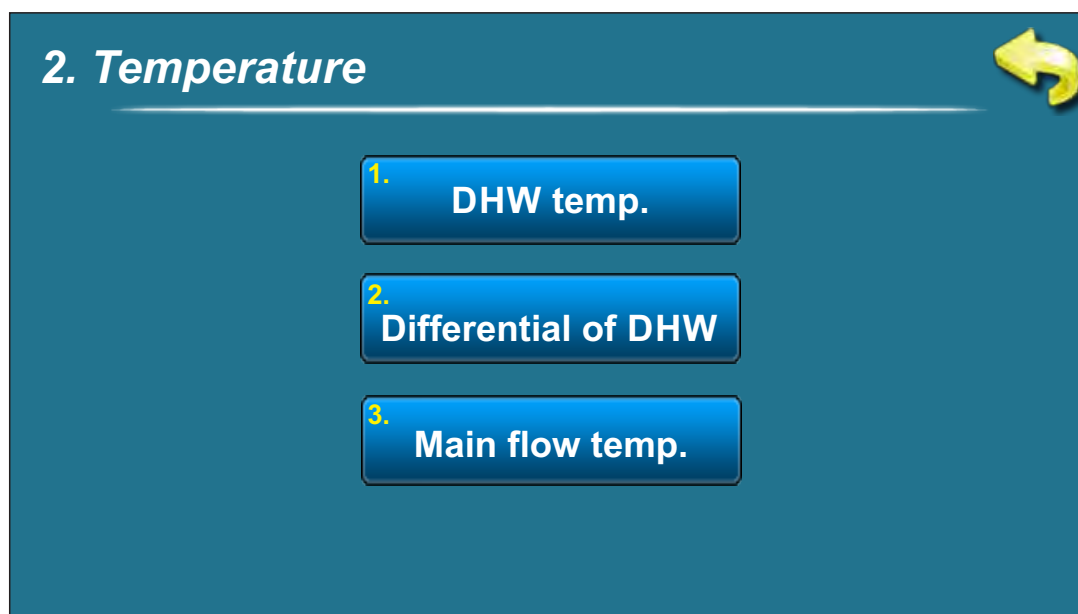 2. Temperature
1.
DHW temp.
2.
Differential of DHW
3.
Main flow temp.